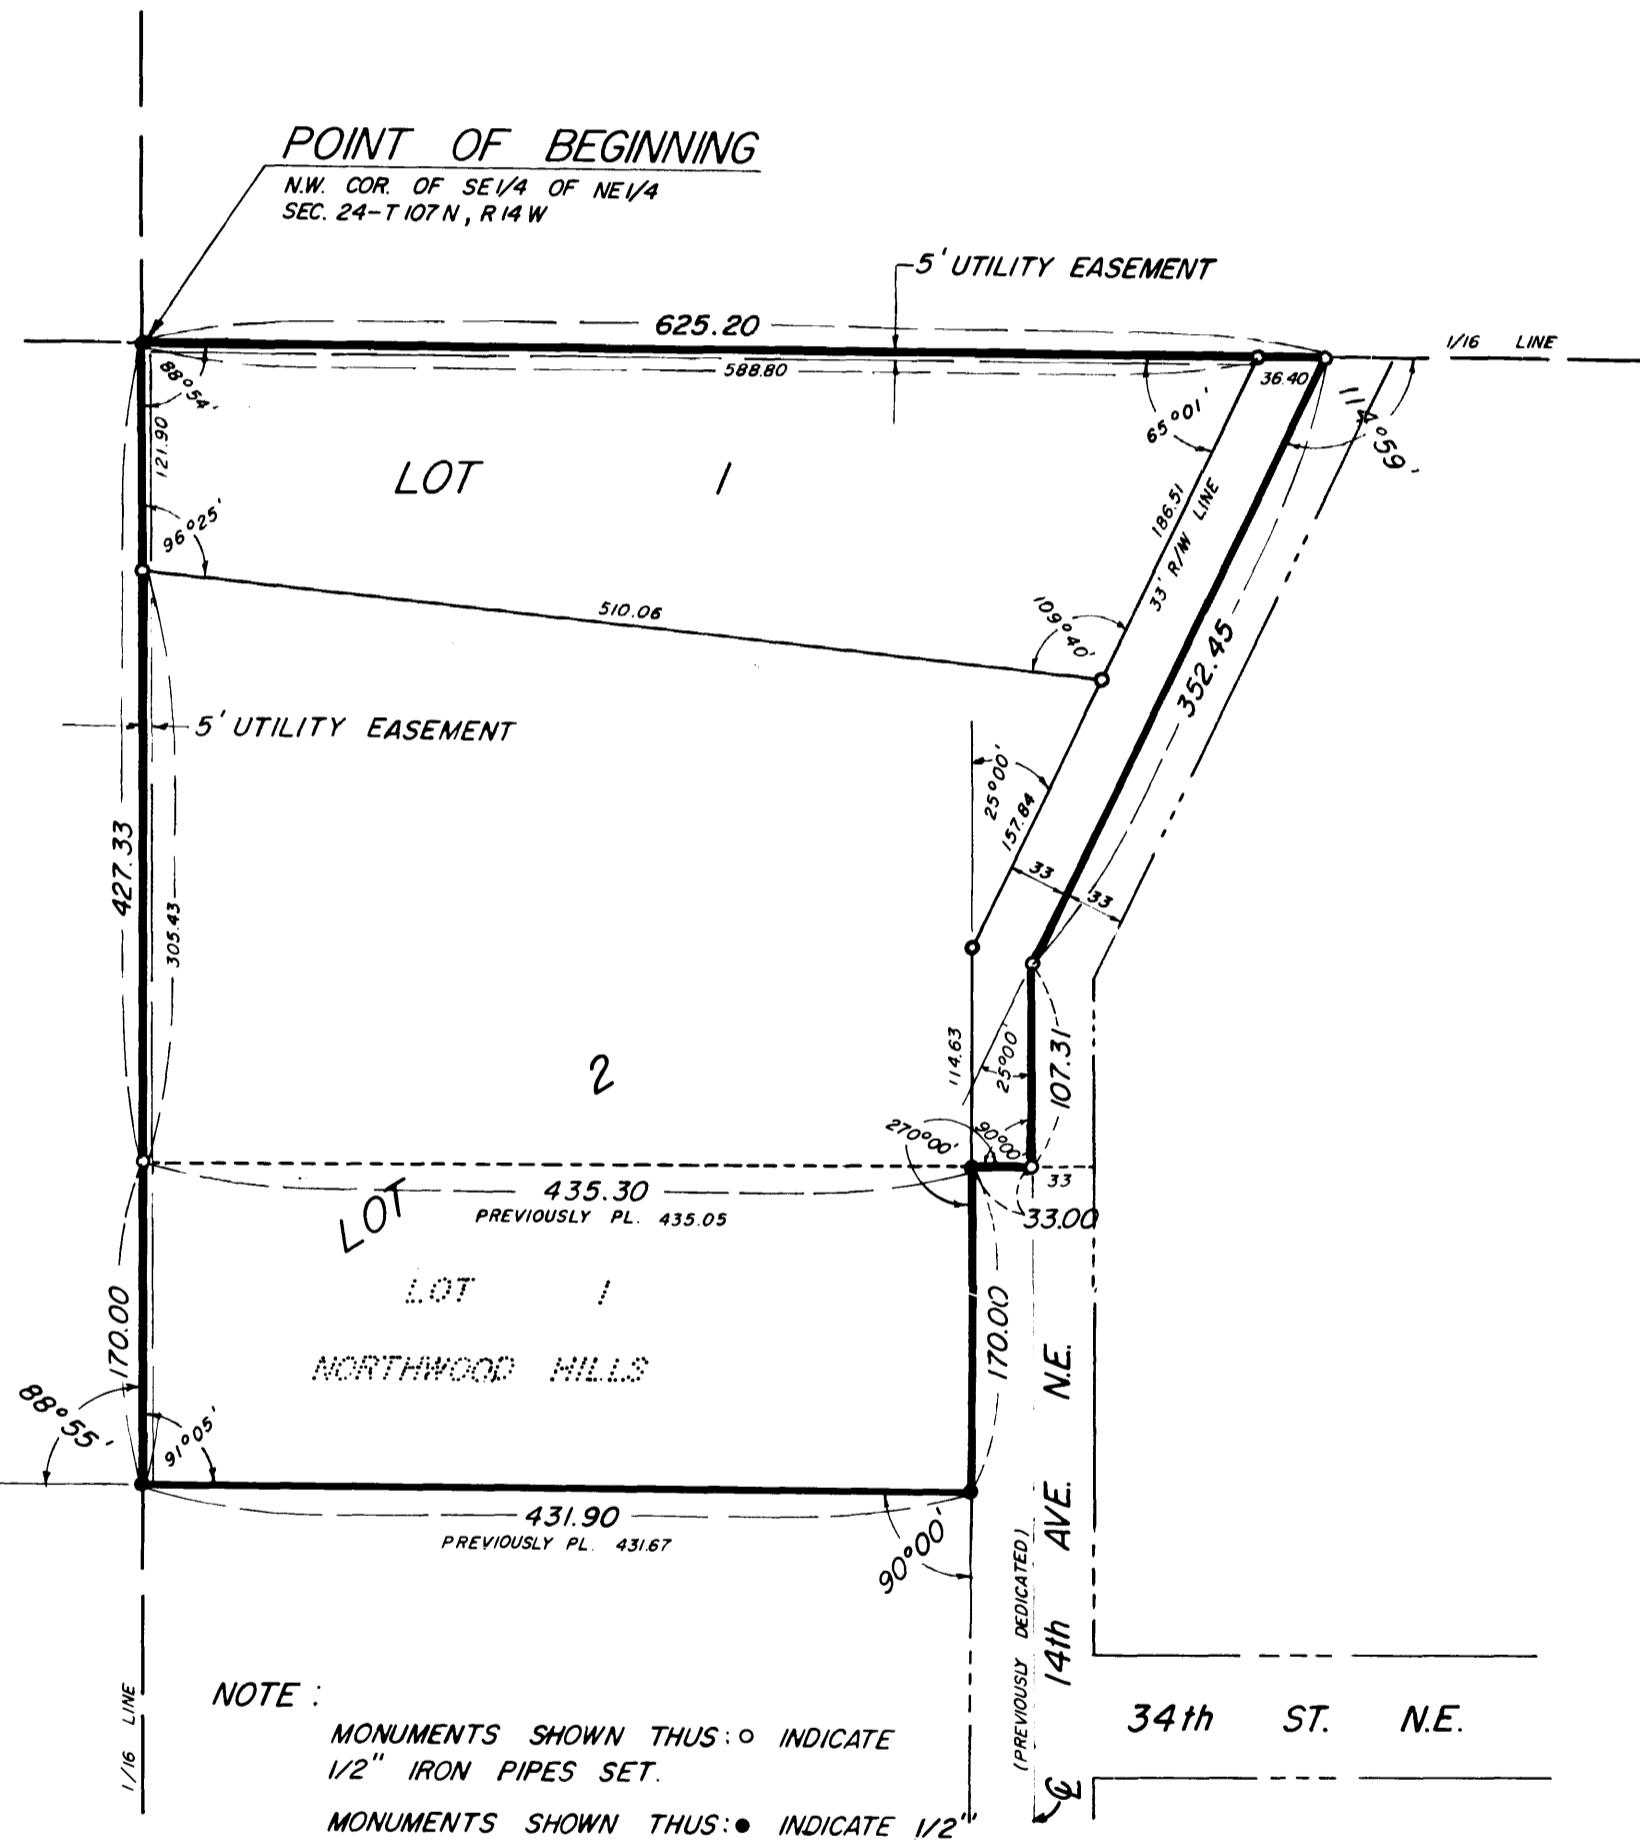 POINT OF BEGINNING
N.W. COR. OF SE1/4 OF NE1/4
SEC. 24-T107N, R14W
5' UTILITY EASEMENT
625.20
1/16 LINE
588.80
36.40
88°54'
65°01'
114°59'
121.90
LOT 1
186.51
33' R/W LINE
96°25'
510.06
109°40'
352.45
5' UTILITY EASEMENT
25°00'
157.84
427.33
33
33
305.43
114.63
25°00'
107.31
2
270°00'
90°00'
33
435.30
33.00
PREVIOUSLY PL. 435.05
LOT
LOT 1
170.00
170.00
NORTHWOOD HILLS
88°55'
91°05'
431.90
PREVIOUSLY PL. 431.67
90°00'
(PREVIOUSLY DEDICATED)
14th AVE. N.E.
34th ST. N.E.
1/16 LINE
NOTE :
MONUMENTS SHOWN THUS: o INDICATE
1/2" IRON PIPES SET.
MONUMENTS SHOWN THUS: ● INDICATE 1/2"